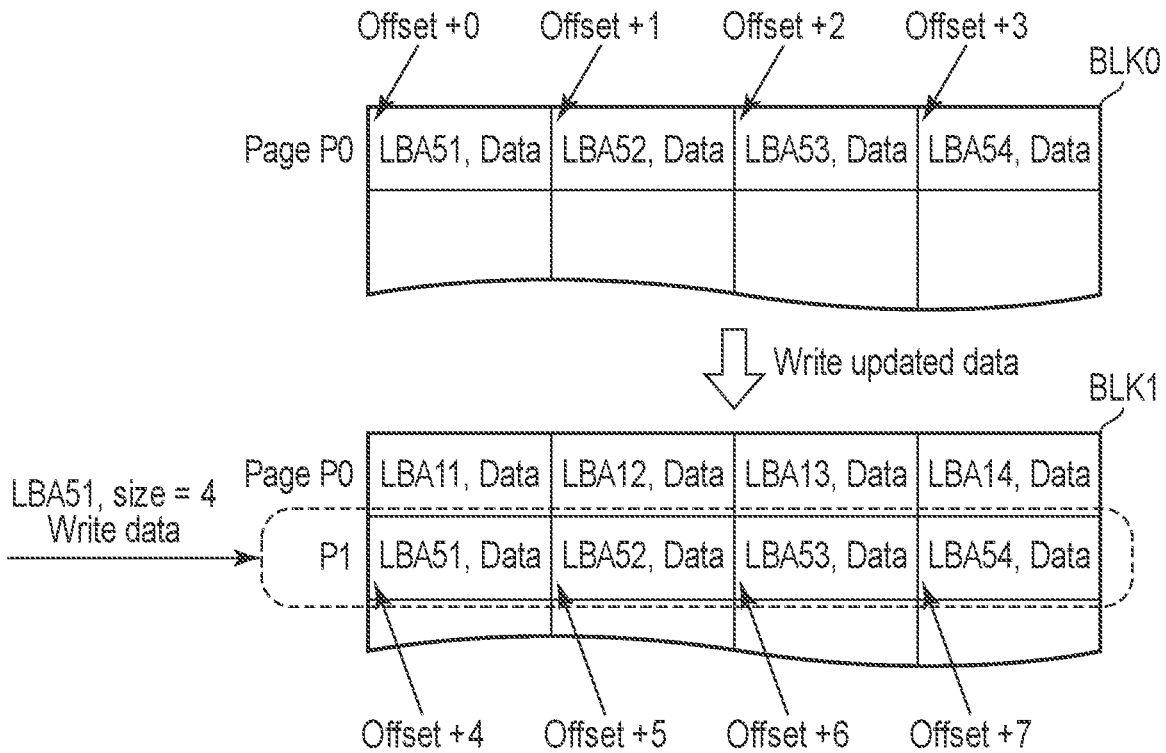 Offset +0 Offset +1 Offset +2 Offset +3
BLK0
Page P0 LBA51, Data LBA52, Data LBA53, Data LBA54, Data
Write updated data
BLK1
Page P0 LBA11, Data LBA12, Data LBA13, Data LBA14, Data
LBA51, size = 4
Write data
P1 LBA51, Data LBA52, Data LBA53, Data LBA54, Data
Offset +4 Offset +5 Offset +6 Offset +7